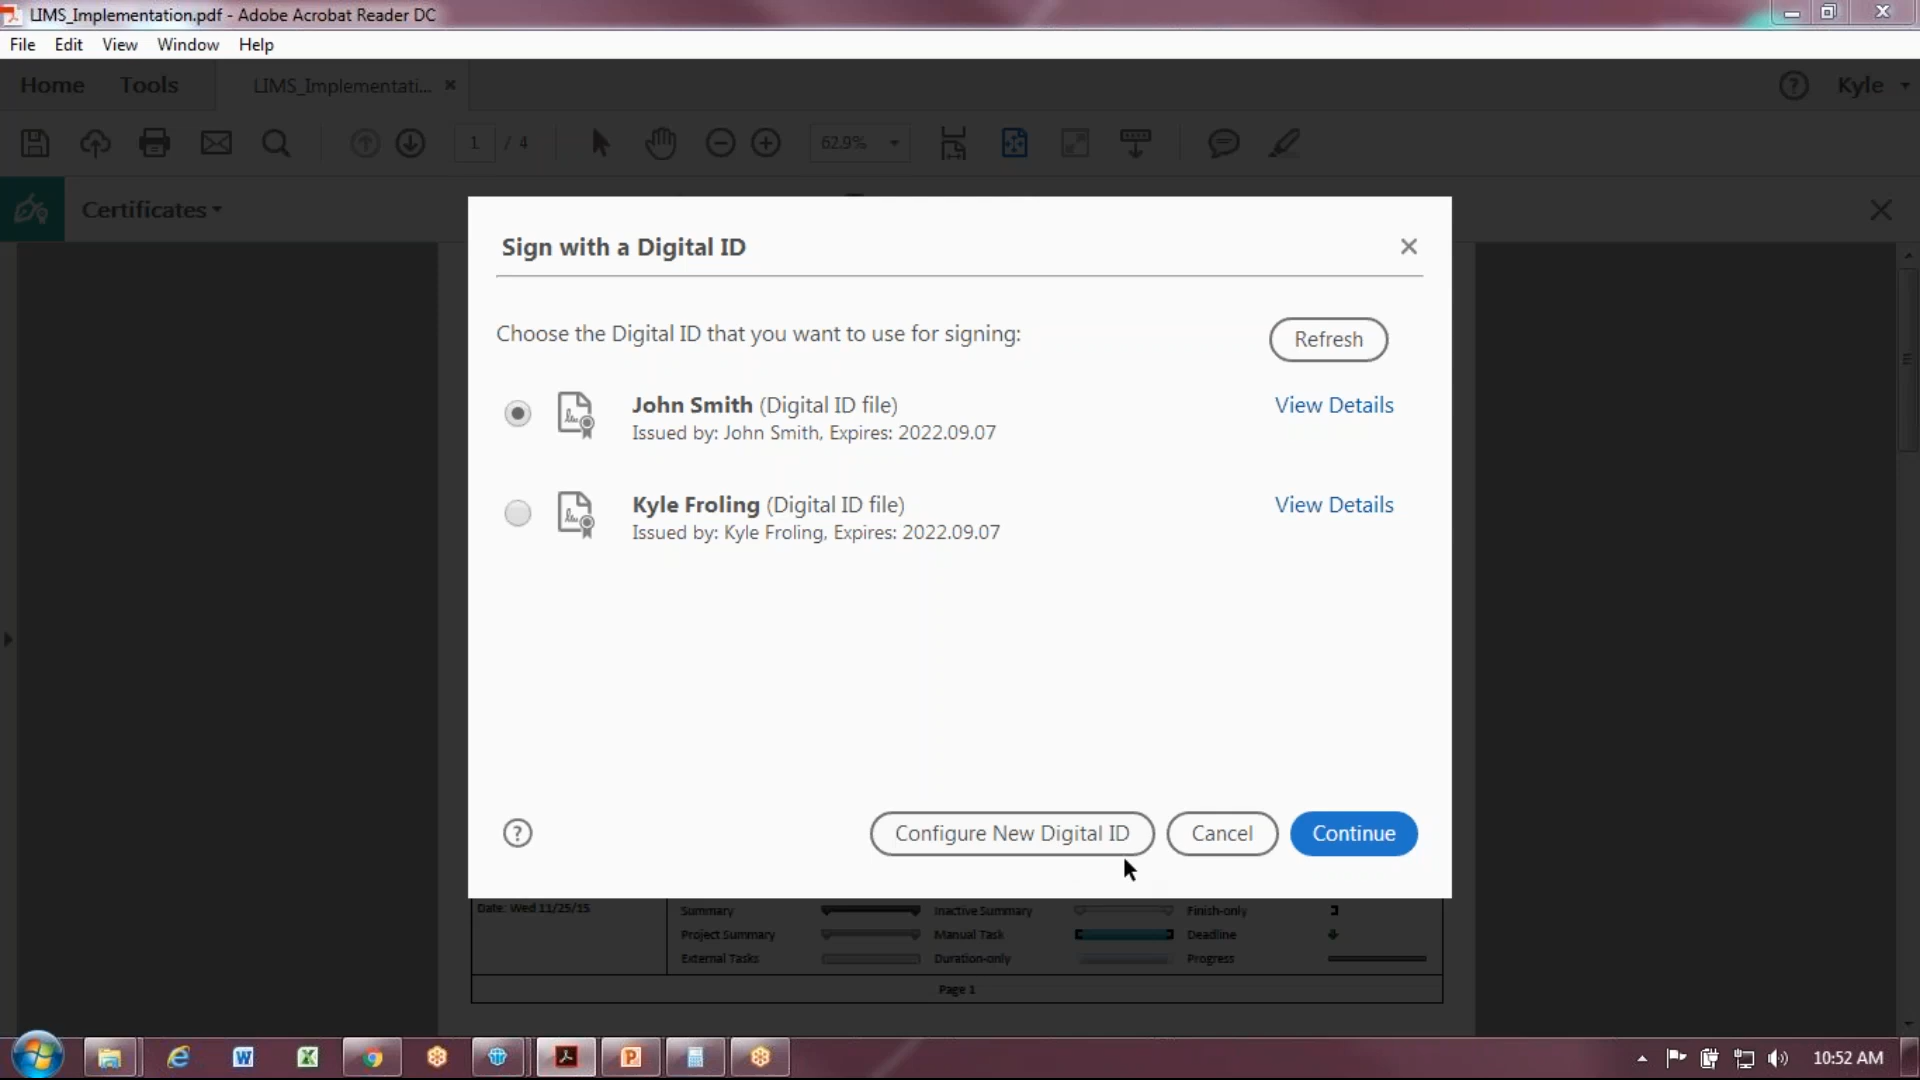 LIMS_Implementation.pdf - Adobe Acrobat Reader DC
File Edit View Window Help
Home Tools LIMS_Implementati... Kyle
1 / 4 62.9%
Certificates
Sign with a Digital ID
Choose the Digital ID that you want to use for signing:
Refresh
John Smith (Digital ID file)
View Details
Issued by: John Smith, Expires: 2022.09.07
Kyle Froling (Digital ID file)
View Details
Issued by: Kyle Froling, Expires: 2022.09.07
Configure New Digital ID Cancel Continue
Date: Wed 11/25/15
Summary Inactive Summary Finish-only
Project Summary Manual Task Deadline
External Tasks Duration-only Progress
Page 1
10:52 AM